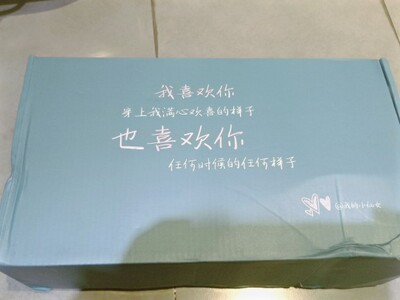 我喜欢你
身上我满心欢喜的样子
也喜欢你
任何时候的任何样子